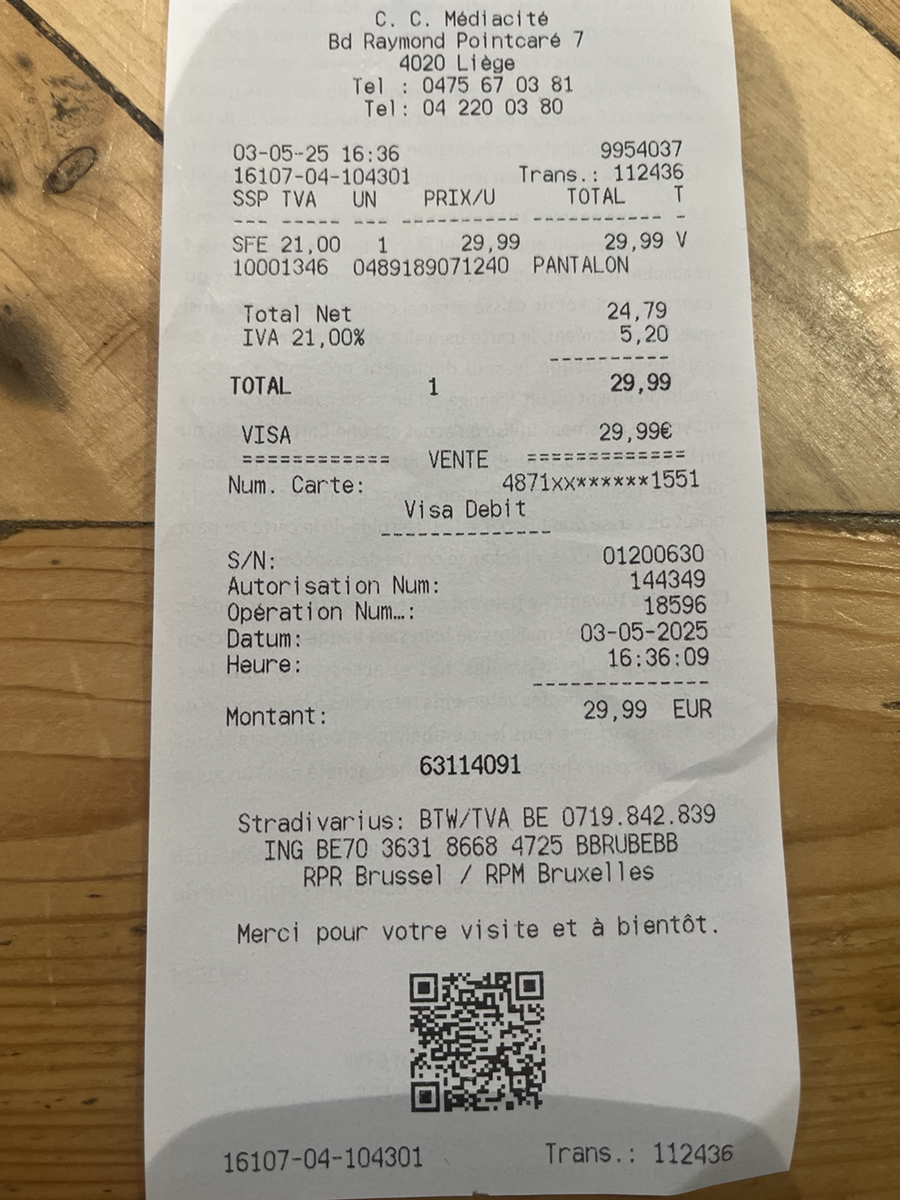 C. C. Médiacité
Bd Raymond Pointcaré 7
4020 Liège
Tel : 0475 67 03 81
Tel: 04 220 03 80
03-05-25 16:36 9954037
16107-04-104301 Trans.: 112436
SSP TVA UN PRIX/U TOTAL T
--- --- --- ----------- ------------ -
SFE 21,00 1 29,99 29,99 V
10001346 0489189071240 PANTALON
Total Net 24,79
IVA 21,00% 5,20
----------
TOTAL 1 29,99
VISA 29,99€
============ VENTE =============
Num. Carte: 4871xx******1551
Visa Debit
-------------
S/N: 01200630
Autorisation Num: 144349
Opération Num…: 18596
Datum: 03-05-2025
Heure: 16:36:09
--------------
Montant: 29,99 EUR
63114091
Stradivarius: BTW/TVA BE 0719.842.839
ING BE70 3631 8668 4725 BBRUBEBB
RPR Brussel / RPM Bruxelles
Merci pour votre visite et à bientôt.
16107-04-104301 Trans.: 112436